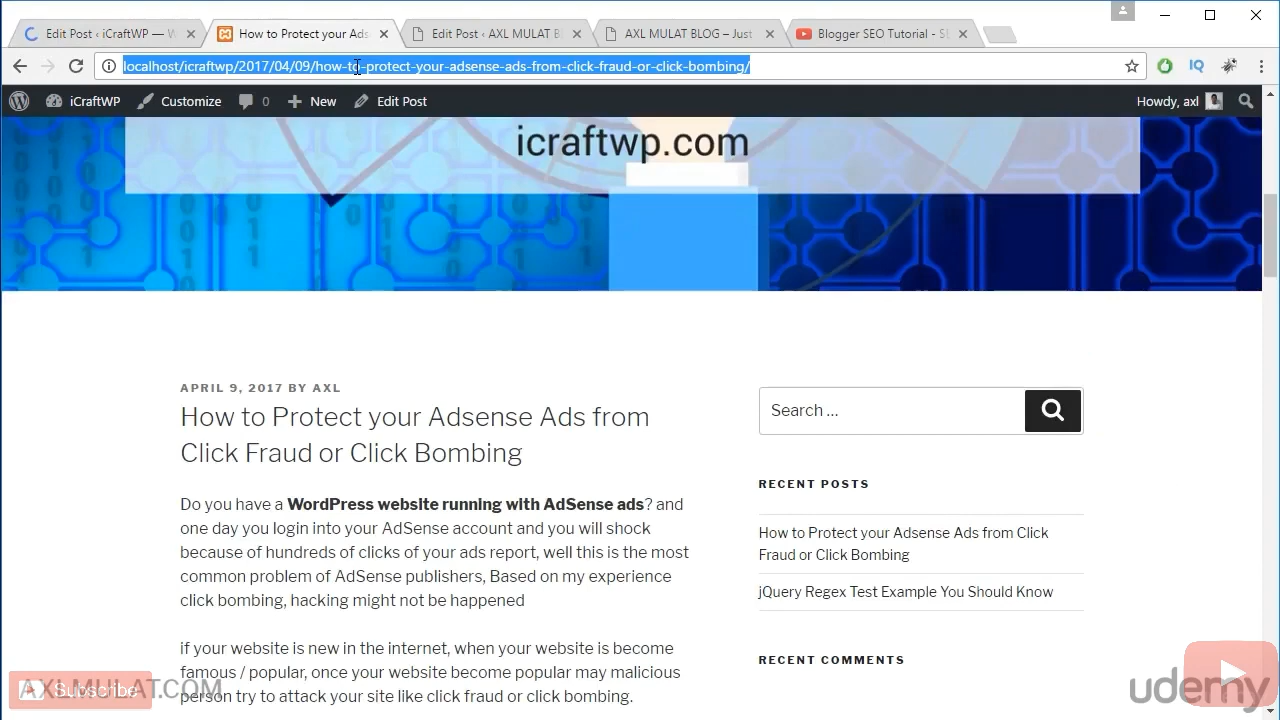 Edit Post ‹ iCraftWP — W
How to Protect your Ads
Edit Post ‹ AXL MULAT B
AXL MULAT BLOG – Just
Blogger SEO Tutorial - S
localhost/icraftwp/2017/04/09/how-to-protect-your-adsense-ads-from-click-fraud-or-click-bombing/
IQ
iCraftWP
Customize
0
New
Edit Post
Howdy, axl
icraftwp.com
APRIL 9, 2017 BY AXL
How to Protect your Adsense Ads from
Click Fraud or Click Bombing
Do you have a WordPress website running with AdSense ads? and
one day you login into your AdSense account and you will shock
because of hundreds of clicks of your ads report, well this is the most
common problem of AdSense publishers, Based on my experience
click bombing, hacking might not be happened
if your website is new in the internet, when your website is become
famous / popular, once your website become popular may malicious
person try to attack your site like click fraud or click bombing.
Search …
RECENT POSTS
How to Protect your Adsense Ads from Click
Fraud or Click Bombing
jQuery Regex Test Example You Should Know
RECENT COMMENTS
AXLMULAT.COM
Subscribe
udemy